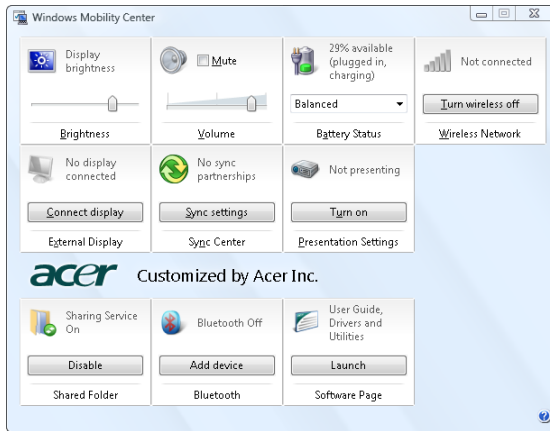 Windows Mobility Center
Display
brightness
Brightness
Mute
Volume
29% available
(plugged in,
charging)
Balanced
Battery Status
Not connected
Turn wireless off
Wireless Network
No display
connected
Connect display
External Display
No sync
partnerships
Sync settings
Sync Center
Not presenting
Turn on
Presentation Settings
acer Customized by Acer Inc.
Sharing Service
On
Disable
Shared Folder
Bluetooth Off
Add device
Bluetooth
User Guide,
Drivers and
Utilities
Launch
Software Page
?